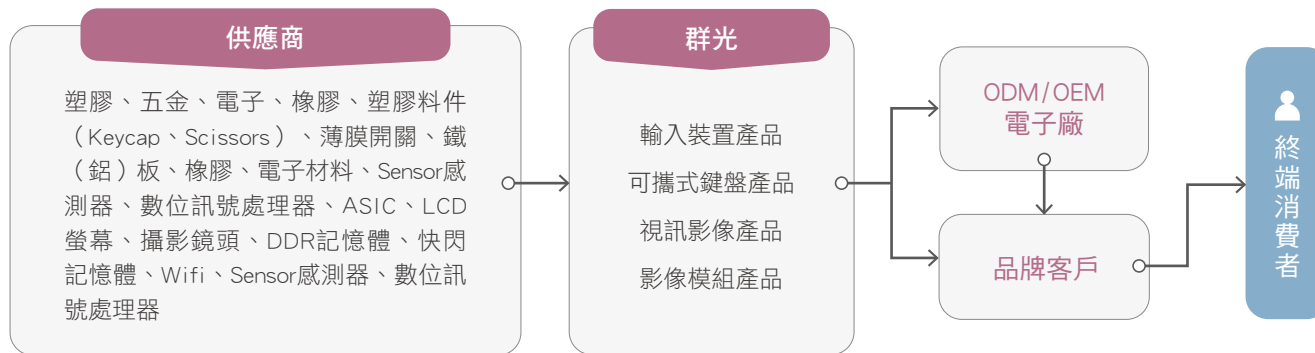 供應商
塑膠、五金、電子、橡膠、塑膠料件
（Keycap、Scissors）、薄膜開關、鐵
（鋁）板、橡膠、電子材料、Sensor感
測器、數位訊號處理器、ASIC、LCD
螢幕、攝影鏡頭、DDR記憶體、快閃
記憶體、Wifi、Sensor感測器、數位訊
號處理器
群光
輸入裝置產品
可攜式鍵盤產品
視訊影像產品
影像模組產品
ODM/OEM
電子廠
品牌客戶
終端消費者